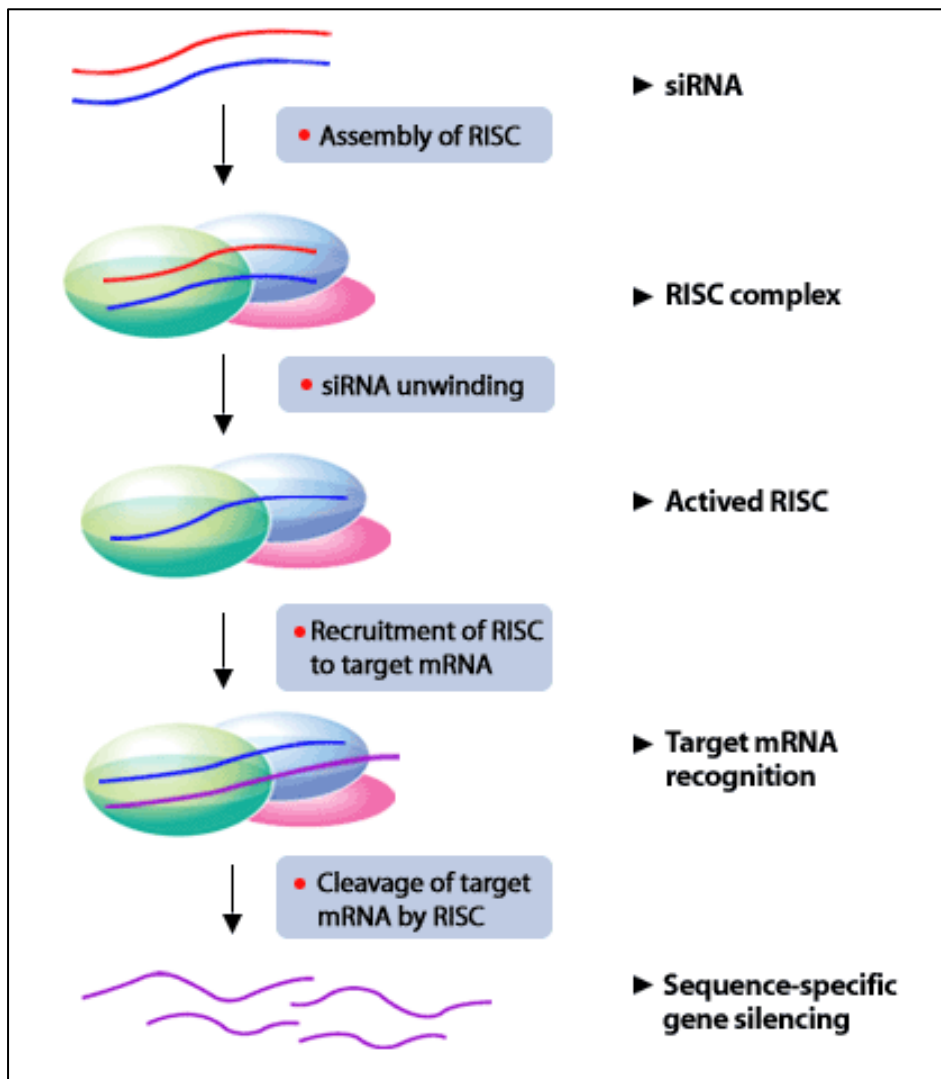 ► siRNA
• Assembly of RISC
► RISC complex
• siRNA unwinding
► Actived RISC
• Recruitment of RISC
to target mRNA
► Target mRNA
recognition
• Cleavage of target
mRNA by RISC
► Sequence-specific
gene silencing